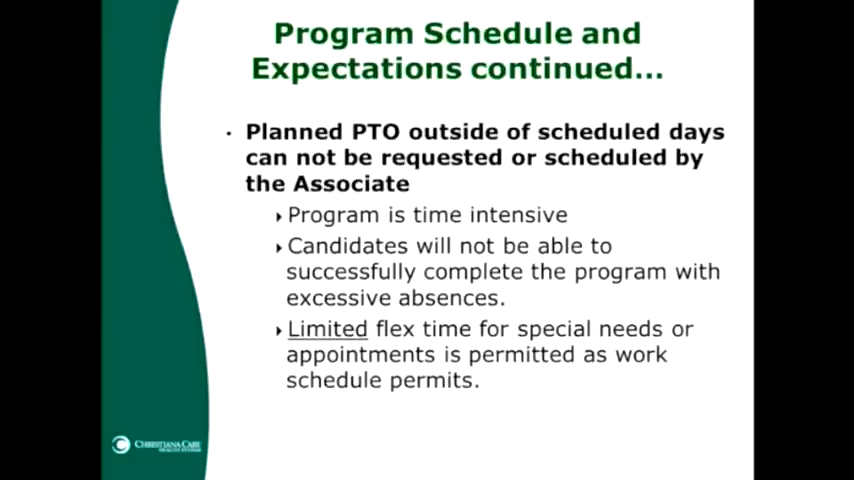 Program Schedule and
Expectations continued...
· Planned PTO outside of scheduled days
can not be requested or scheduled by
the Associate
Program is time intensive
Candidates will not be able to
successfully complete the program with
excessive absences.
Limited flex time for special needs or
appointments is permitted as work
schedule permits.
CHRISTIANA CARE
HEALTH SYSTEM